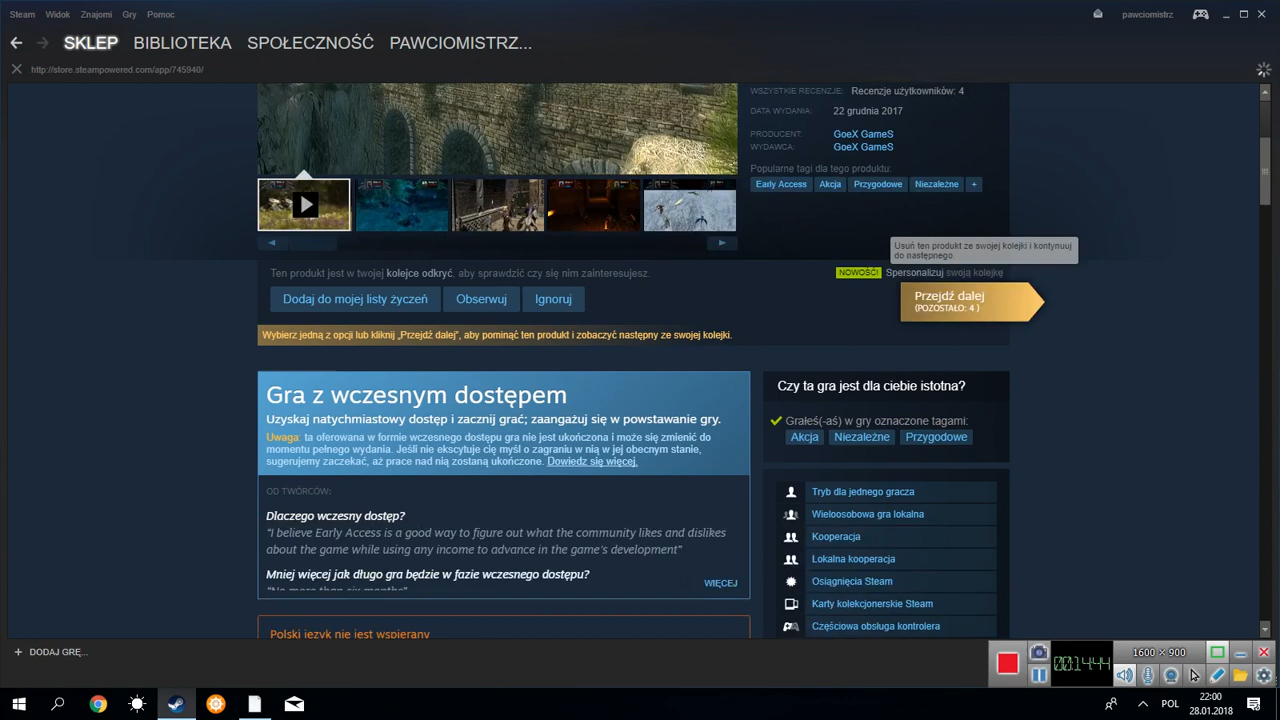 Steam Widok Znajomi Gry Pomoc
pawciomistrz
SKLEP BIBLIOTEKA SPOŁECZNOŚĆ PAWCIOMISTRZ...
http://store.steampowered.com/app/745940/
WSZYSTKIE RECENZJE: Recenzje użytkowników: 4
DATA WYDANIA: 22 grudnia 2017
PRODUCENT: GoeX GameS
WYDAWCA: GoeX GameS
Popularne tagi dla tego produktu:
Early Access Akcja Przygodowe Niezależne +
Usuń ten produkt ze swojej kolejki i kontynuuj
do następnego.
Ten produkt jest w twojej kolejce odkryć, aby sprawdzić czy się nim zainteresujesz.
NOWOŚĆ! Spersonalizuj swoją kolejkę
Dodaj do mojej listy życzeń Obserwuj Ignoruj
Przejdź dalej
(POZOSTAŁO: 4 )
Wybierz jedną z opcji lub kliknij „Przejdź dalej”, aby pominąć ten produkt i zobaczyć następny ze swojej kolejki.
Gra z wczesnym dostępem
Uzyskaj natychmiastowy dostęp i zacznij grać; zaangażuj się w powstawanie gry.
Uwaga: ta oferowana w formie wczesnego dostępu gra nie jest ukończona i może się zmienić do
momentu pełnego wydania. Jeśli nie ekscytuje cię myśl o zagraniu w nią w jej obecnym stanie,
sugerujemy zaczekać, aż prace nad nią zostaną ukończone. Dowiedz się więcej.
OD TWÓRCÓW:
Dlaczego wczesny dostęp?
“I believe Early Access is a good way to figure out what the community likes and dislikes
about the game while using any income to advance in the game's development”
Mniej więcej jak długo gra będzie w fazie wczesnego dostępu?
“No more than six months”
WIĘCEJ
Polski język nie jest wspierany
Czy ta gra jest dla ciebie istotna?
Grałeś(-aś) w gry oznaczone tagami:
Akcja Niezależne Przygodowe
Tryb dla jednego gracza
Wieloosobowa gra lokalna
Kooperacja
Lokalna kooperacja
Osiągnięcia Steam
Karty kolekcjonerskie Steam
Częściowa obsługa kontrolera
+ DODAJ GRĘ...
00:14:44
1600 × 900
POL
22:00
28.01.2018